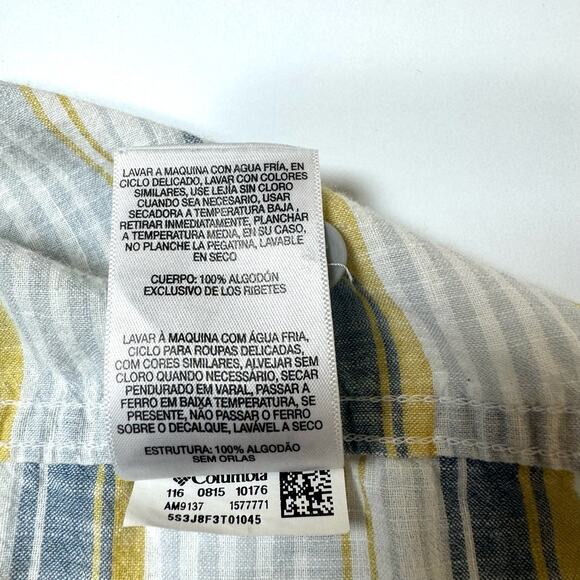 LAVAR A MAQUINA CON AGUA FRÍA, EN
CICLO DELICADO, LAVAR CON COLORES
SIMILARES, USE LEJÍA SIN CLORO
CUANDO SEA NECESARIO, USAR
SECADORA A TEMPERATURA BAJA,
RETIRAR INMEDIATAMENTE, PLANCHAR
A TEMPERATURA MEDIA, EN SU CASO,
NO PLANCHE LA PEGATINA, LAVABLE
EN SECO
CUERPO: 100% ALGODÓN
EXCLUSIVO DE LOS RIBETES
LAVAR À MAQUINA COM ÁGUA FRIA,
CICLO PARA ROUPAS DELICADAS,
COM CORES SIMILARES, ALVEJAR SEM
CLORO QUANDO NECESSÁRIO, SECAR
PENDURADO EM VARAL, PASSAR A
FERRO EM BAIXA TEMPERATURA, SE
PRESENTE, NÃO PASSAR O FERRO
SOBRE O DECALQUE, LAVÁVEL A SECO
ESTRUTURA: 100% ALGODÃO
SEM ORLAS
Columbia
116 0815 10176
AM9137 1577771
5S3J8F3T01045